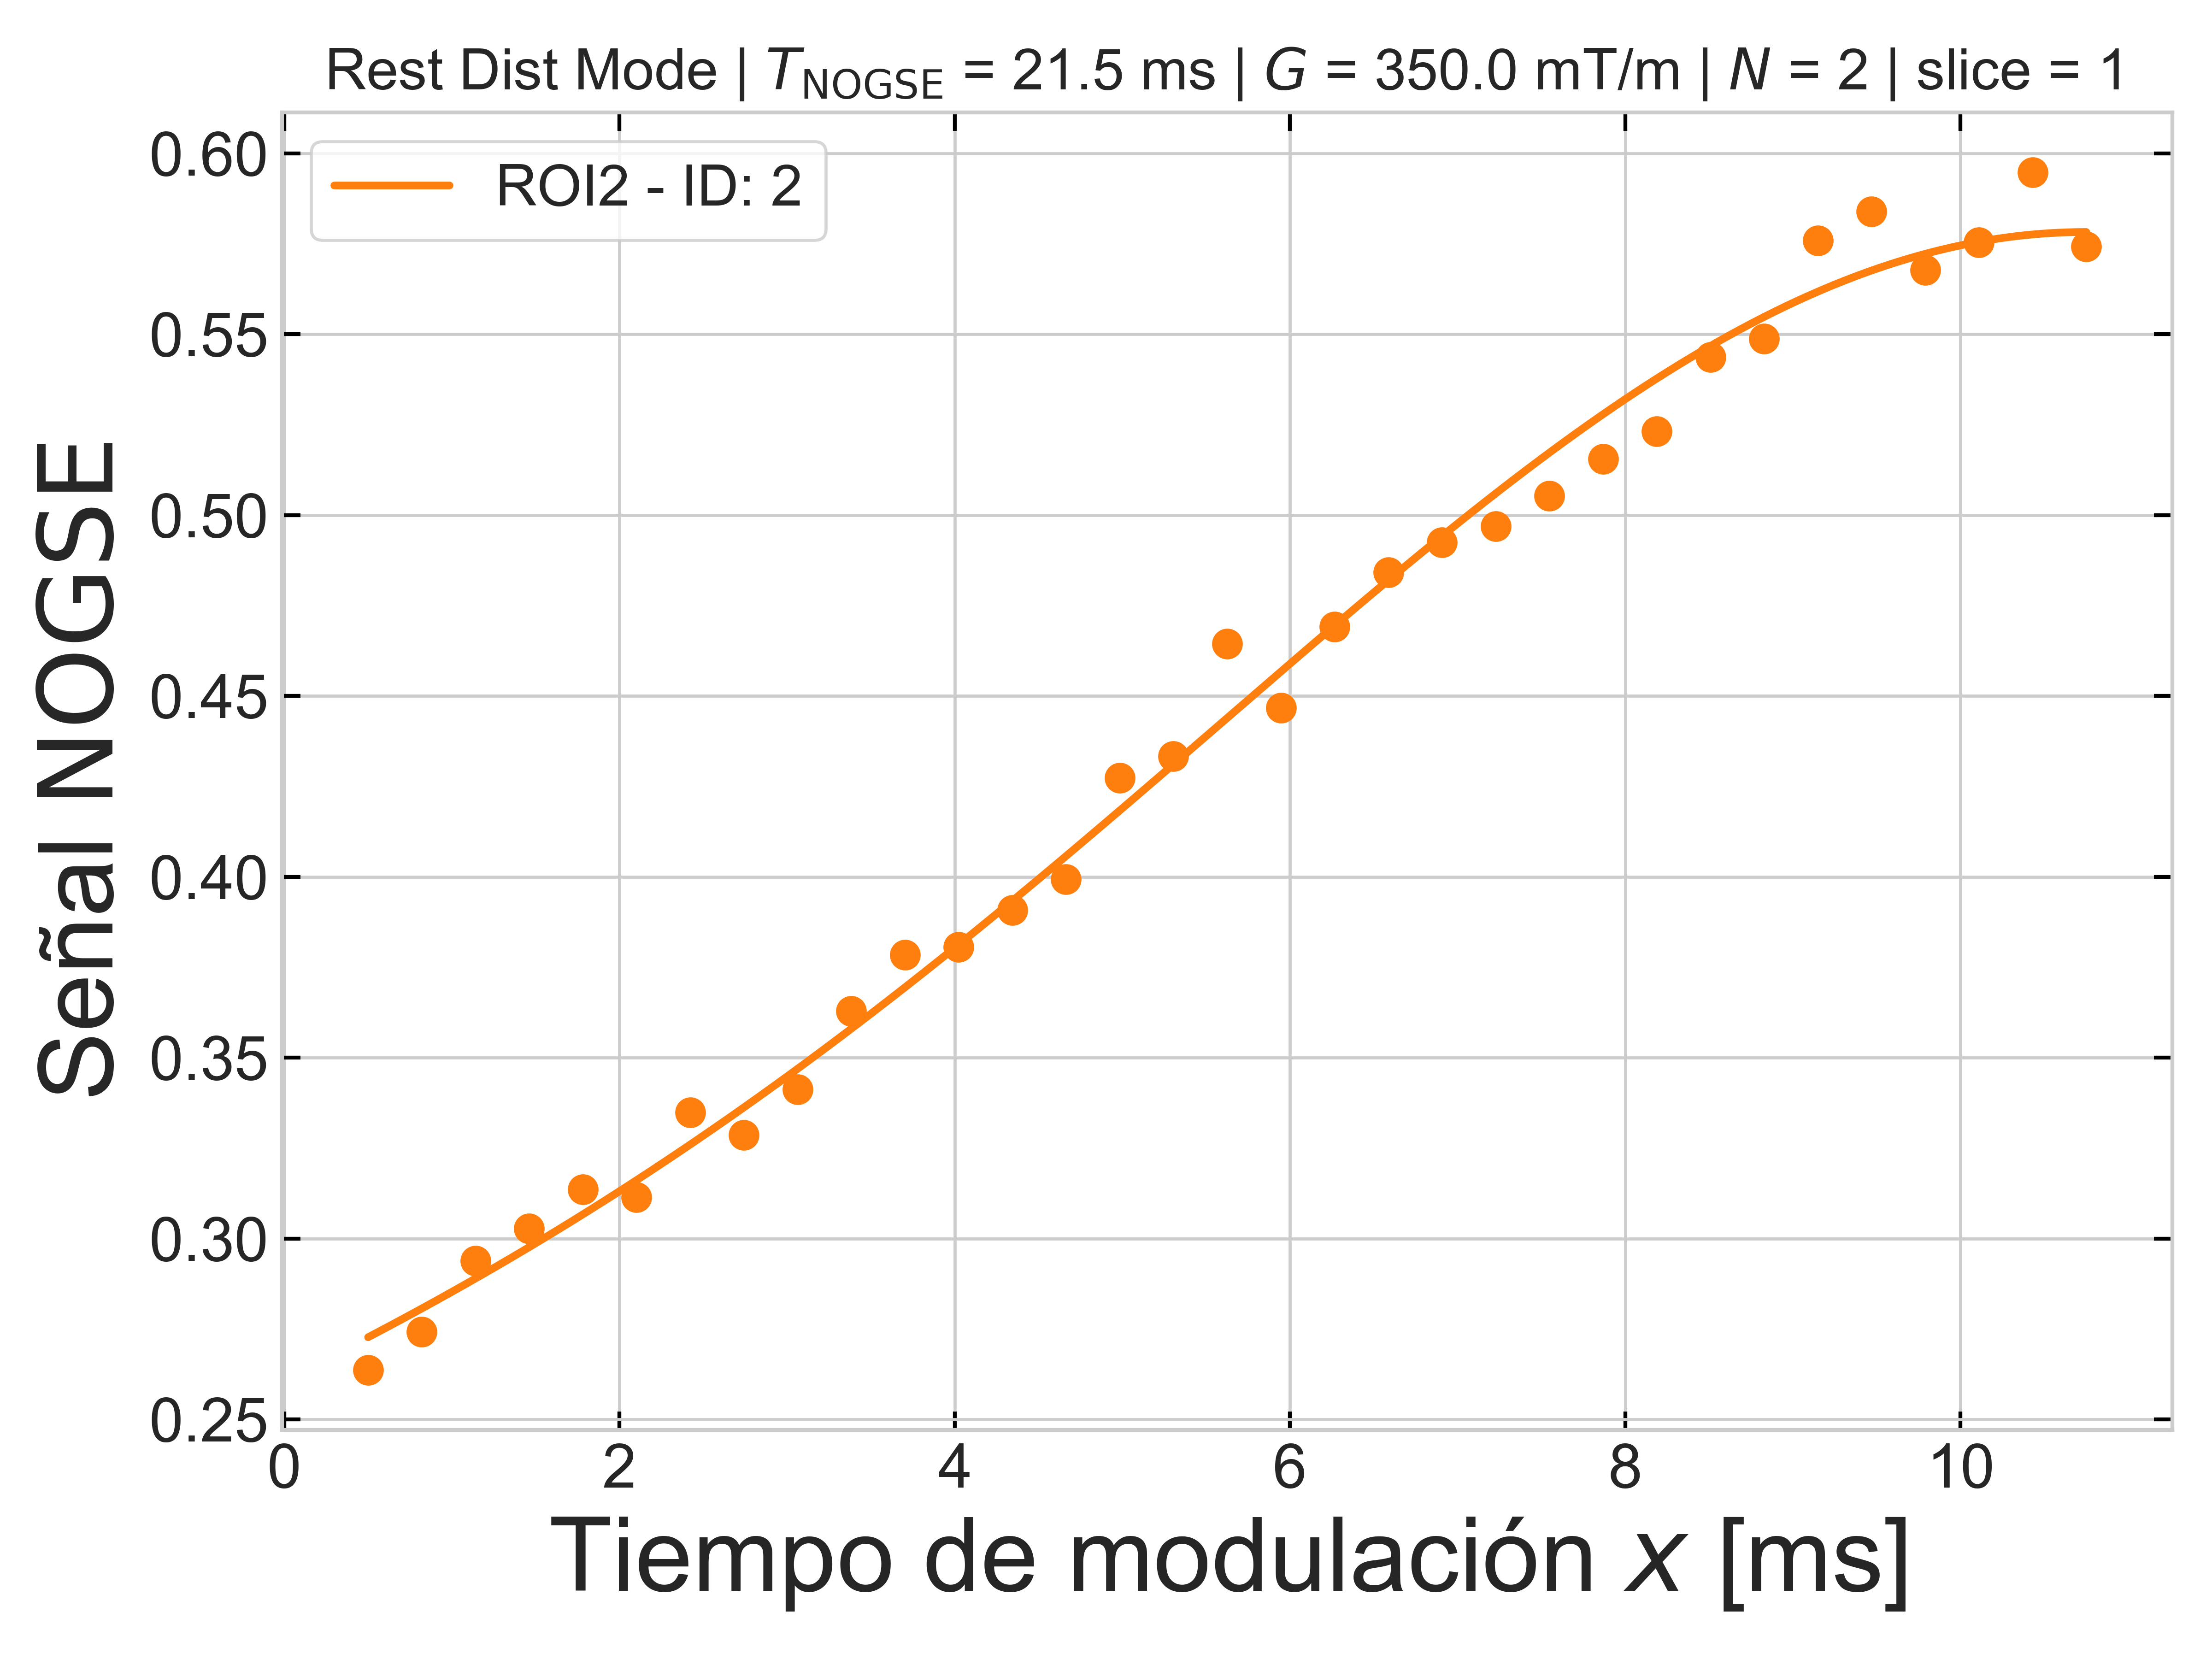 Rest Dist Mode | T_NOGSE = 21.5 ms | G = 350.0 mT/m | N = 2 | slice = 1
ROI2 - ID: 2
0.60
0.55
0.50
0.45
0.40
0.35
0.30
0.25
Señal NOGSE
0 2 4 6 8 10
Tiempo de modulación x [ms]